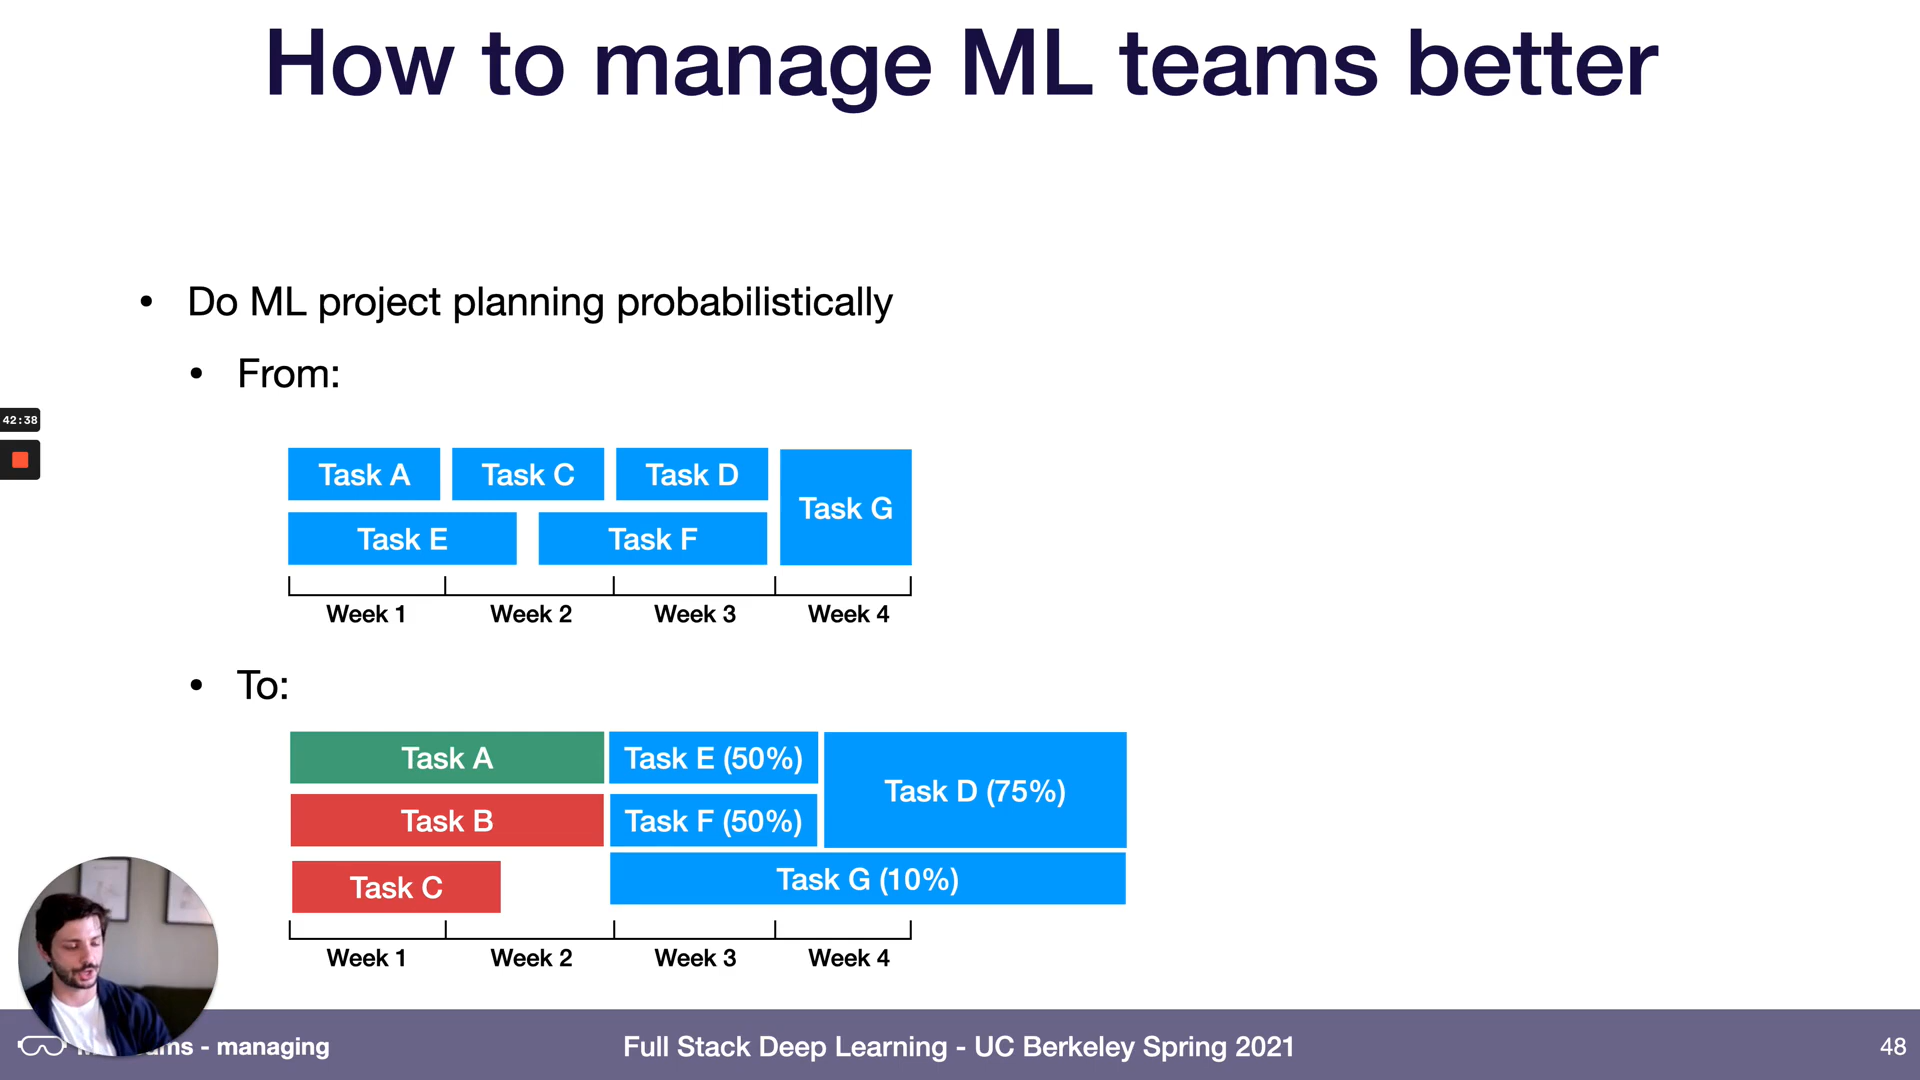 How to manage ML teams better
• Do ML project planning probabilistically
• From:
42:38
Task A Task C Task D Task G
Task E Task F
Week 1 Week 2 Week 3 Week 4
• To:
Task A Task E (50%) Task D (75%)
Task B Task F (50%)
Task C Task G (10%)
Week 1 Week 2 Week 3 Week 4
- managing
Full Stack Deep Learning - UC Berkeley Spring 2021
48